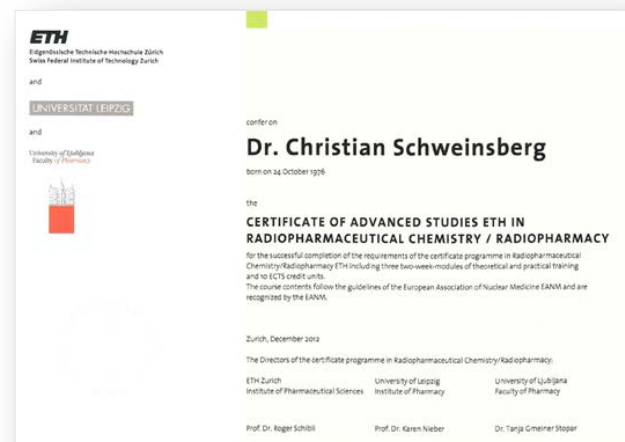 ETH
Eidgenössische Technische Hochschule Zürich
Swiss Federal Institute of Technology Zurich
and
UNIVERSITÄT LEIPZIG
and
University of Ljubljana
Faculty of Pharmacy
confer on
Dr. Christian Schweinsberg
born on 24 October 1976
the
CERTIFICATE OF ADVANCED STUDIES ETH IN
RADIOPHARMACEUTICAL CHEMISTRY / RADIOPHARMACY
for the successful completion of the requirements of the certificate programme in Radiopharmaceutical
Chemistry/Radiopharmacy ETH including three two-week-modules of theoretical and practical training
and 10 ECTS credit units.
The course contents follow the guidelines of the European Association of Nuclear Medicine EANM and are
recognized by the EANM.
Zurich, December 2012
The Directors of the certificate programme in Radiopharmaceutical Chemistry/Radiopharmacy:
ETH Zurich
Institute of Pharmaceutical Sciences
University of Leipzig
Institute of Pharmacy
University of Ljubljana
Faculty of Pharmacy
Prof. Dr. Roger Schibli
Prof. Dr. Karen Nieber
Dr. Tanja Gmeiner Stopar